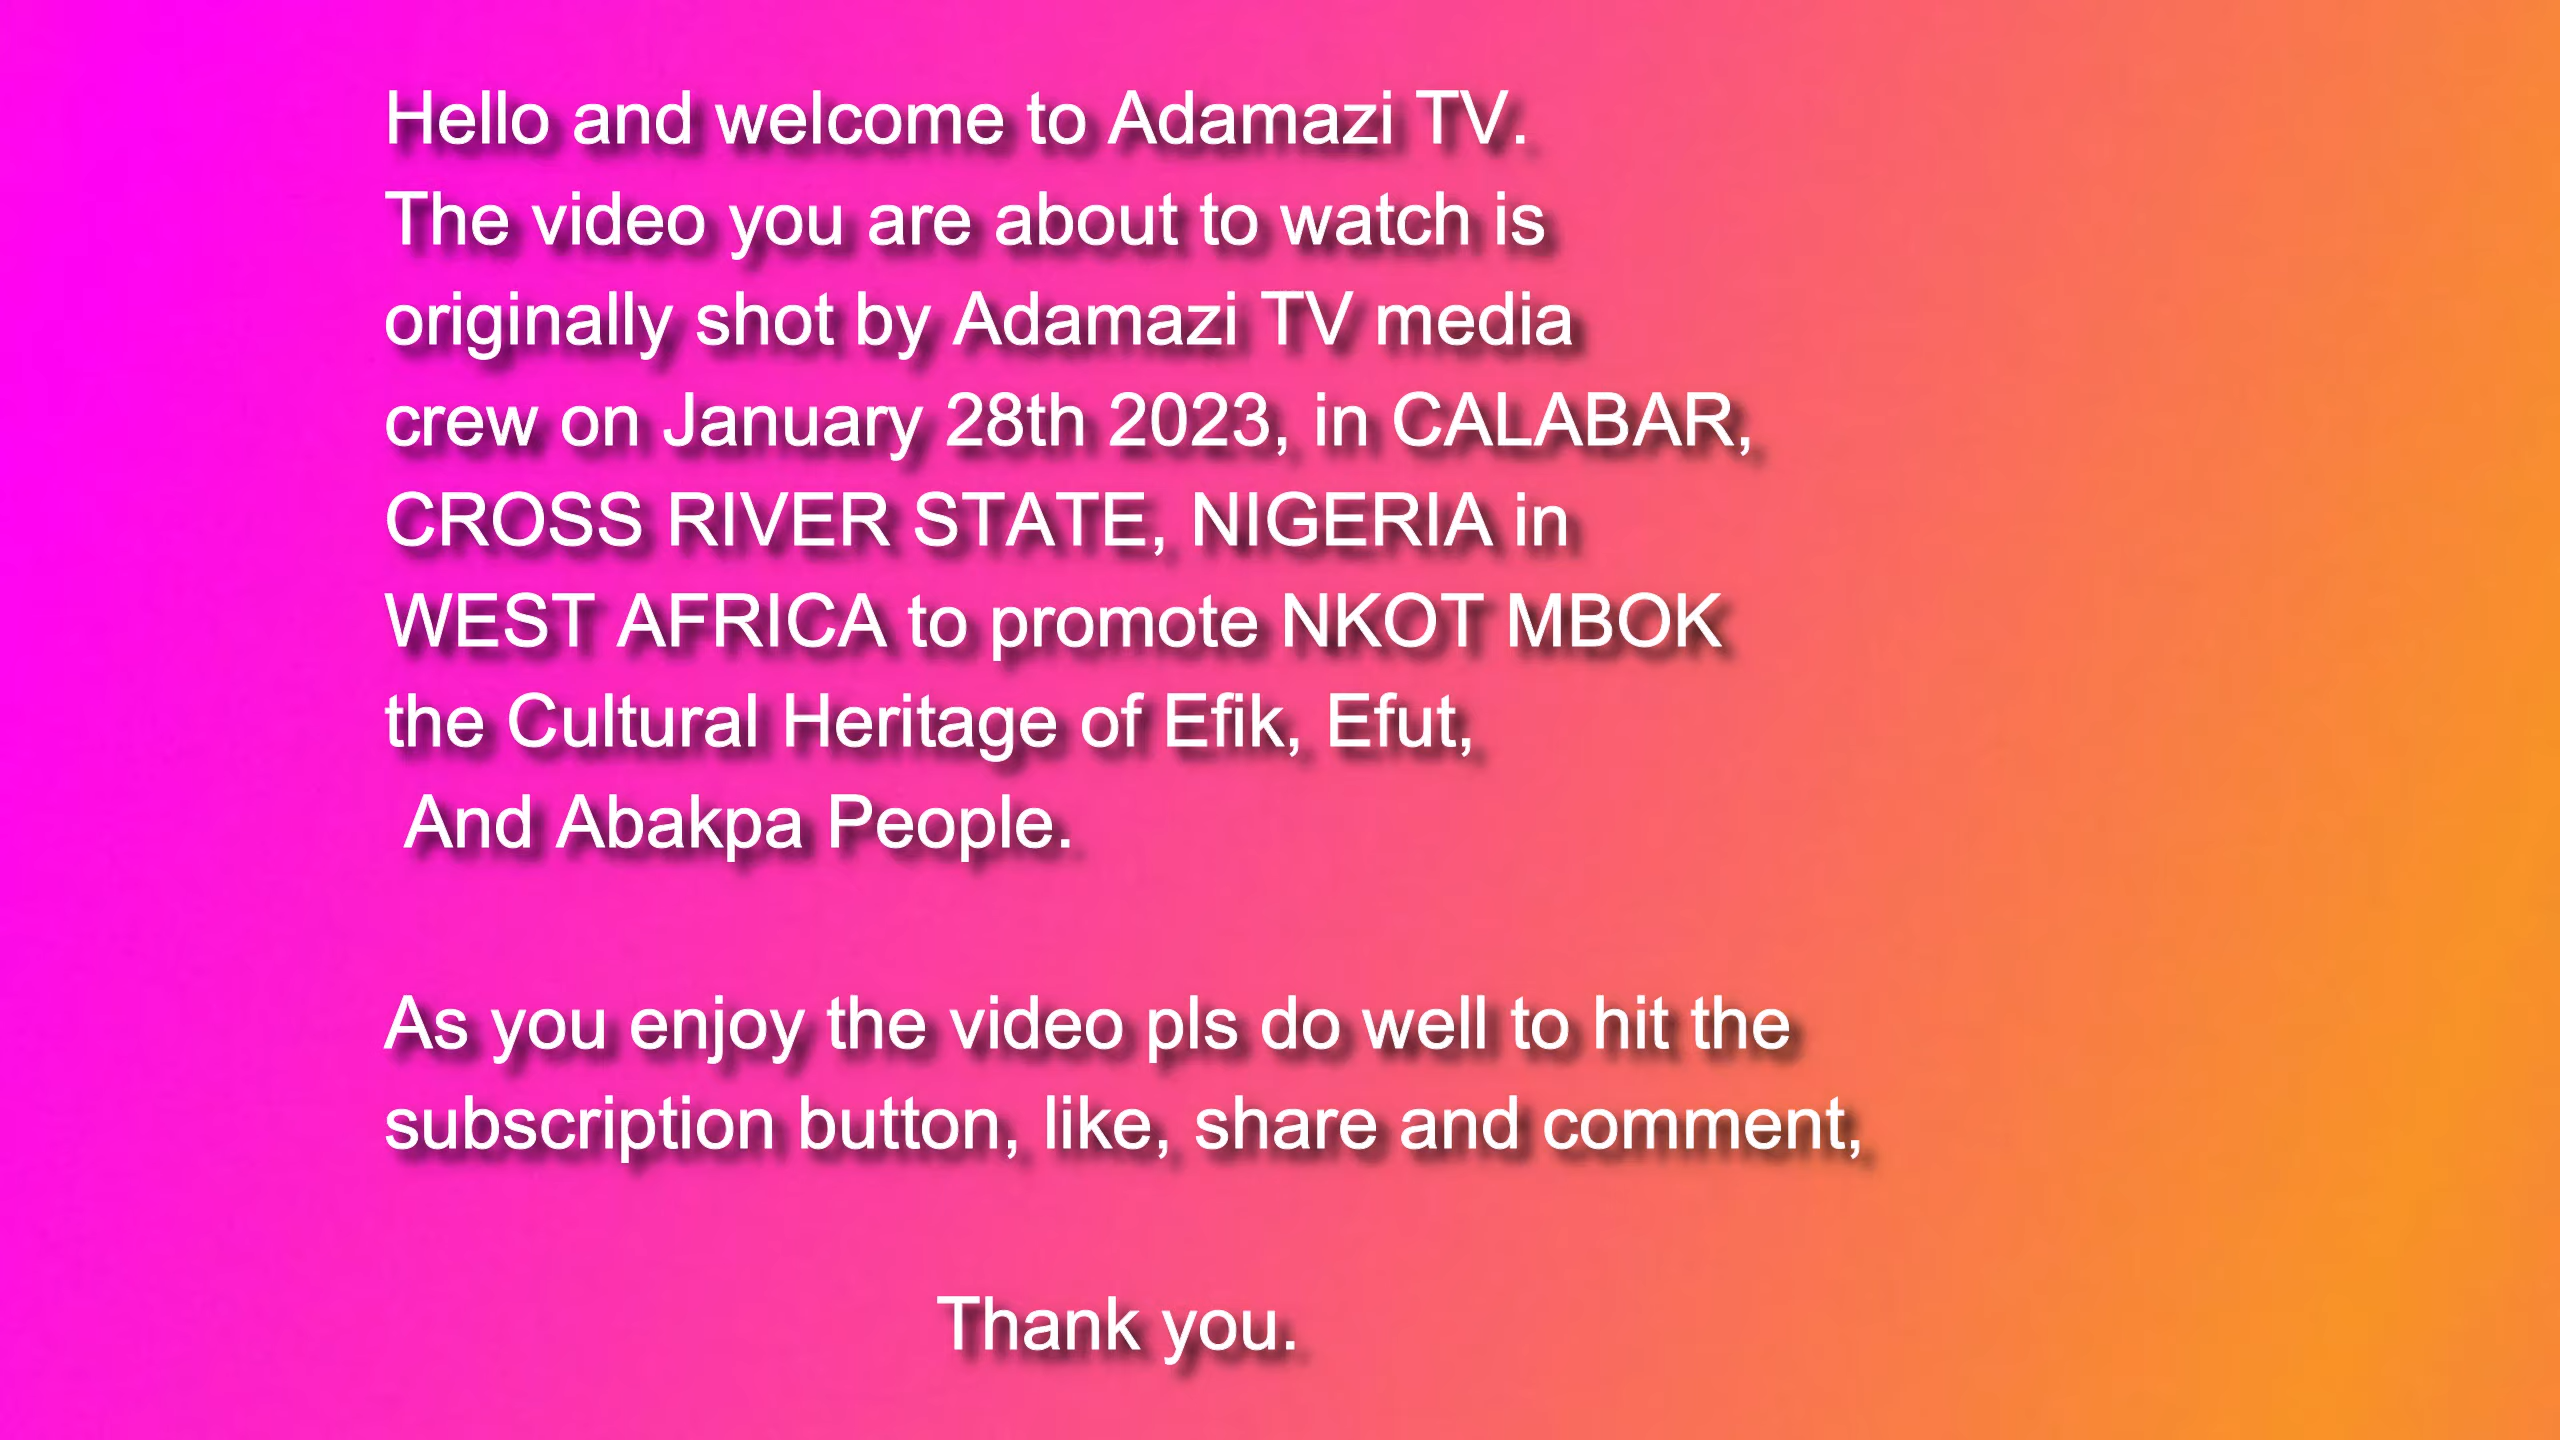 Hello and welcome to Adamazi TV.
The video you are about to watch is
originally shot by Adamazi TV media
crew on January 28th 2023, in CALABAR,
CROSS RIVER STATE, NIGERIA in
WEST AFRICA to promote NKOT MBOK
the Cultural Heritage of Efik, Efut,
And Abakpa People.
As you enjoy the video pls do well to hit the
subscription button, like, share and comment,
Thank you.